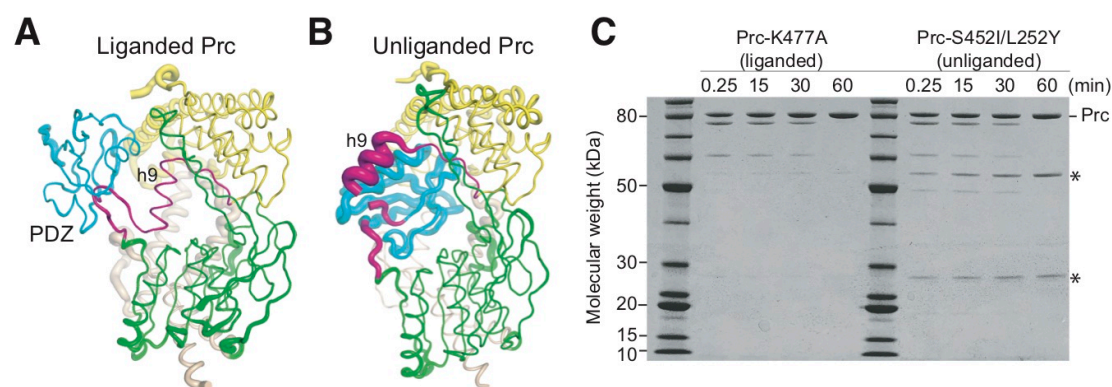 A
Liganded Prc
h9
PDZ
B
Unliganded Prc
h9
C
Prc-K477A
(liganded)
Prc-S452I/L252Y
(unliganded)
0.25 15 30 60 0.25 15 30 60 (min)
Molecular weight (kDa)
80
50
30
20
15
10
Prc
*
*